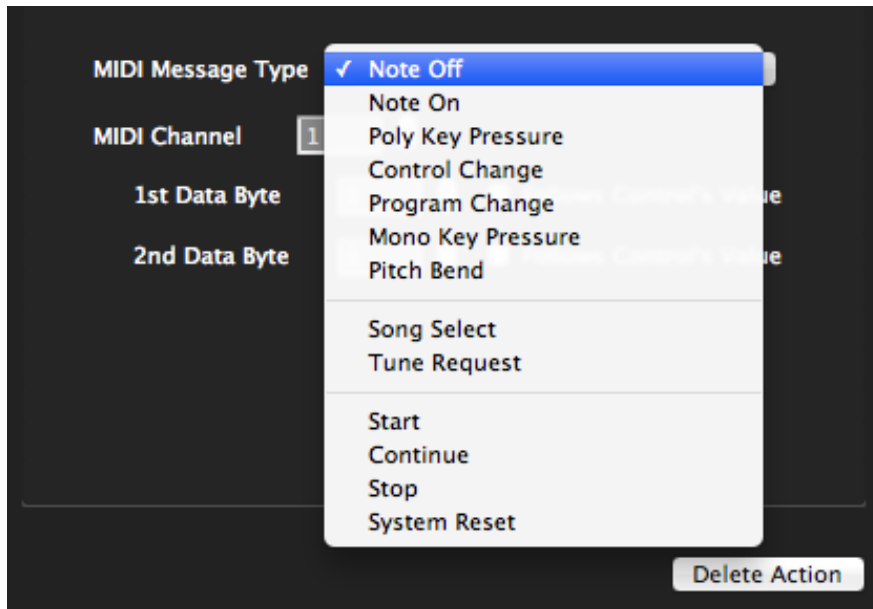 MIDI Message Type ✓ Note Off
Note On
Poly Key Pressure
MIDI Channel 1
Control Change
1st Data Byte
Program Change
Mono Key Pressure
2nd Data Byte
Pitch Bend
Song Select
Tune Request
Start
Continue
Stop
System Reset
Delete Action